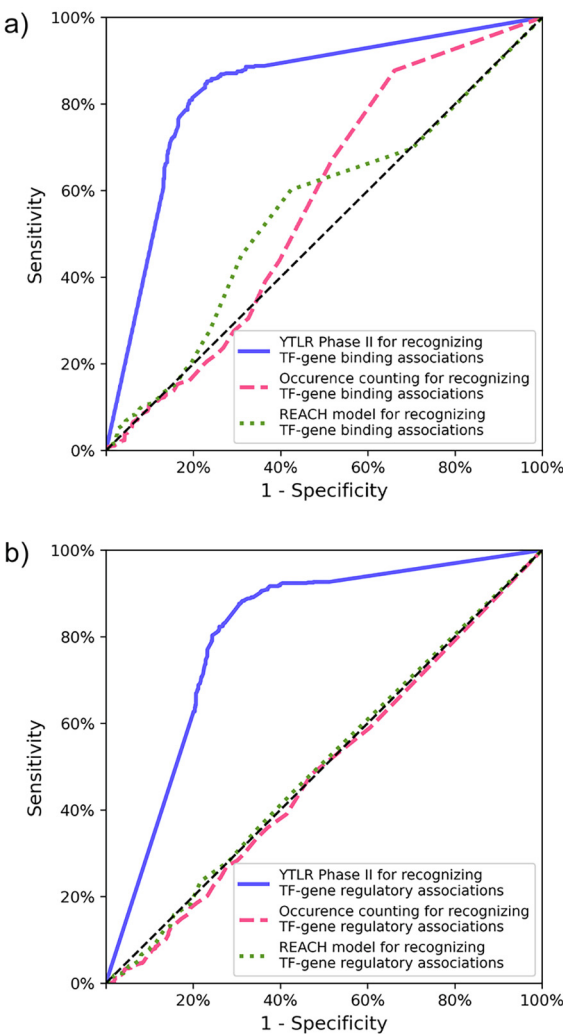 a)
100%
80%
60%
40%
20%
0%
Sensitivity
YTLR Phase II for recognizing
TF-gene binding associations
Occurence counting for recognizing
TF-gene binding associations
REACH model for recognizing
TF-gene binding associations
20%
40%
60%
80%
100%
1 - Specificity
b)
100%
80%
60%
40%
20%
0%
Sensitivity
YTLR Phase II for recognizing
TF-gene regulatory associations
Occurence counting for recognizing
TF-gene regulatory associations
REACH model for recognizing
TF-gene regulatory associations
20%
40%
60%
80%
100%
1 - Specificity